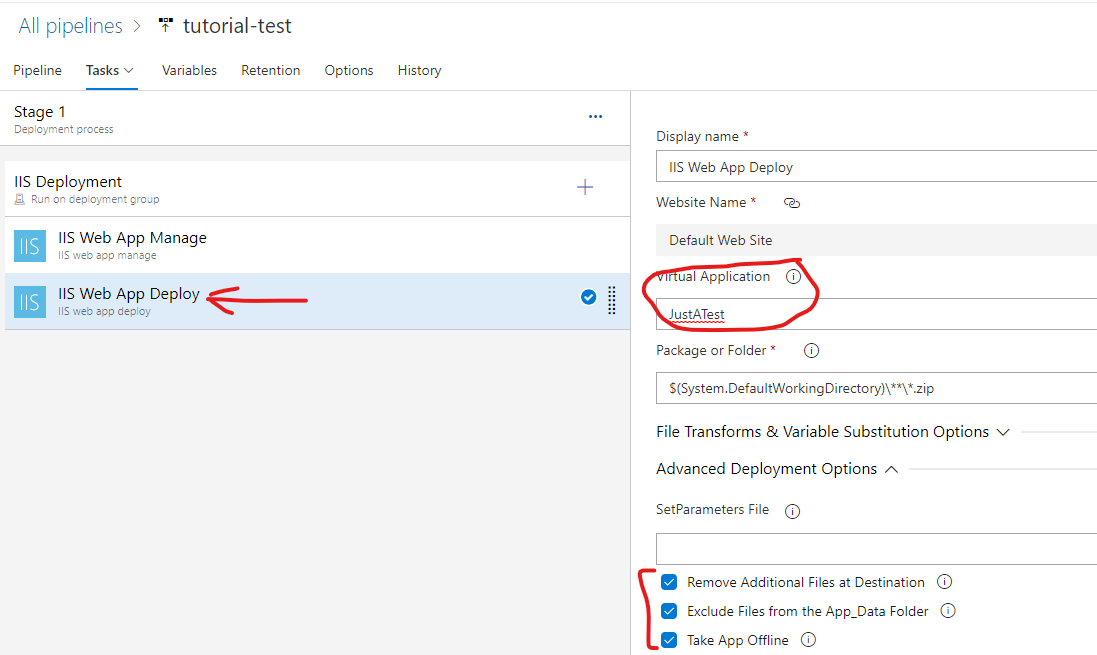 All pipelines > tutorial-test
Pipeline Tasks Variables Retention Options History
Stage 1
Deployment process
IIS Deployment
Run on deployment group
IIS
IIS Web App Manage
IIS web app manage
IIS
IIS Web App Deploy
IIS web app deploy
Display name *
IIS Web App Deploy
Website Name *
Default Web Site
Virtual Application
JustATest
Package or Folder *
$(System.DefaultWorkingDirectory)\**\*.zip
File Transforms & Variable Substitution Options
Advanced Deployment Options
SetParameters File
Remove Additional Files at Destination
Exclude Files from the App_Data Folder
Take App Offline